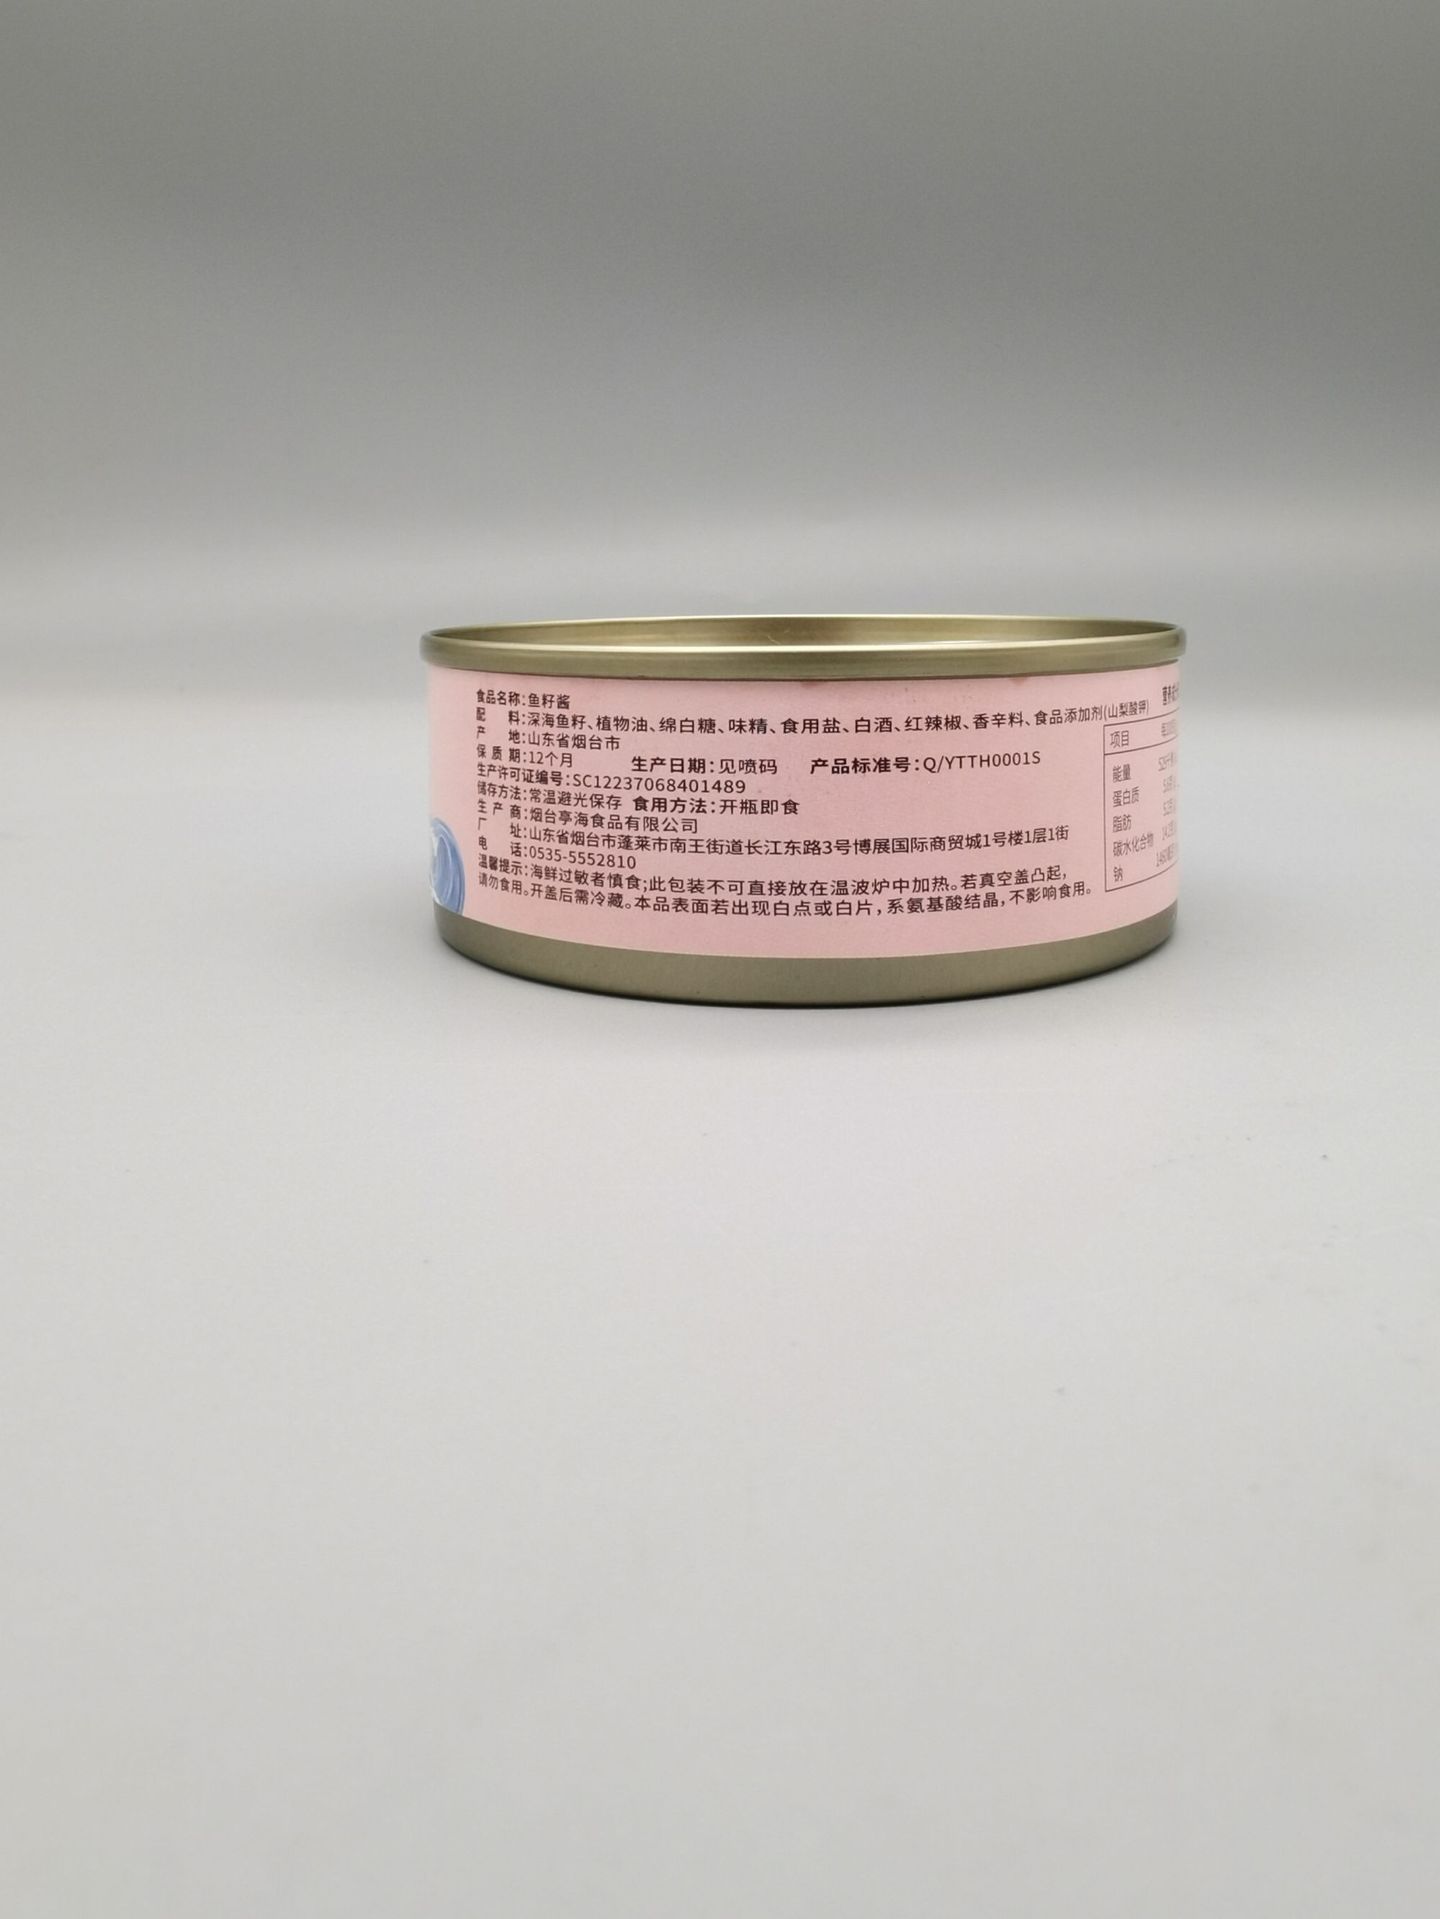 食品名称:鱼籽酱
配 料:深海鱼籽、植物油、绵白糖、味精、食用盐、白酒、红辣椒、香辛料、食品添加剂(山梨酸钾)
产 地:山东省烟台市
保 质 期:12个月 生产日期:见喷码 产品标准号:Q/YTTH0001S
生产许可证编号:SC12237068401489
储存方法:常温避光保存 食用方法:开瓶即食
生 产 商:烟台亭海食品有限公司
厂 址:山东省烟台市蓬莱市南王街道长江东路3号博展国际商贸城1号楼1层1街
电 话:0535-5552810
温馨提示:海鲜过敏者慎食;此包装不可直接放在温波炉中加热。若真空盖凸起,
请勿食用。开盖后需冷藏。本品表面若出现白点或白片,系氨基酸结晶,不影响食用。
项目
能量
蛋白质
脂肪
碳水化合物
钠